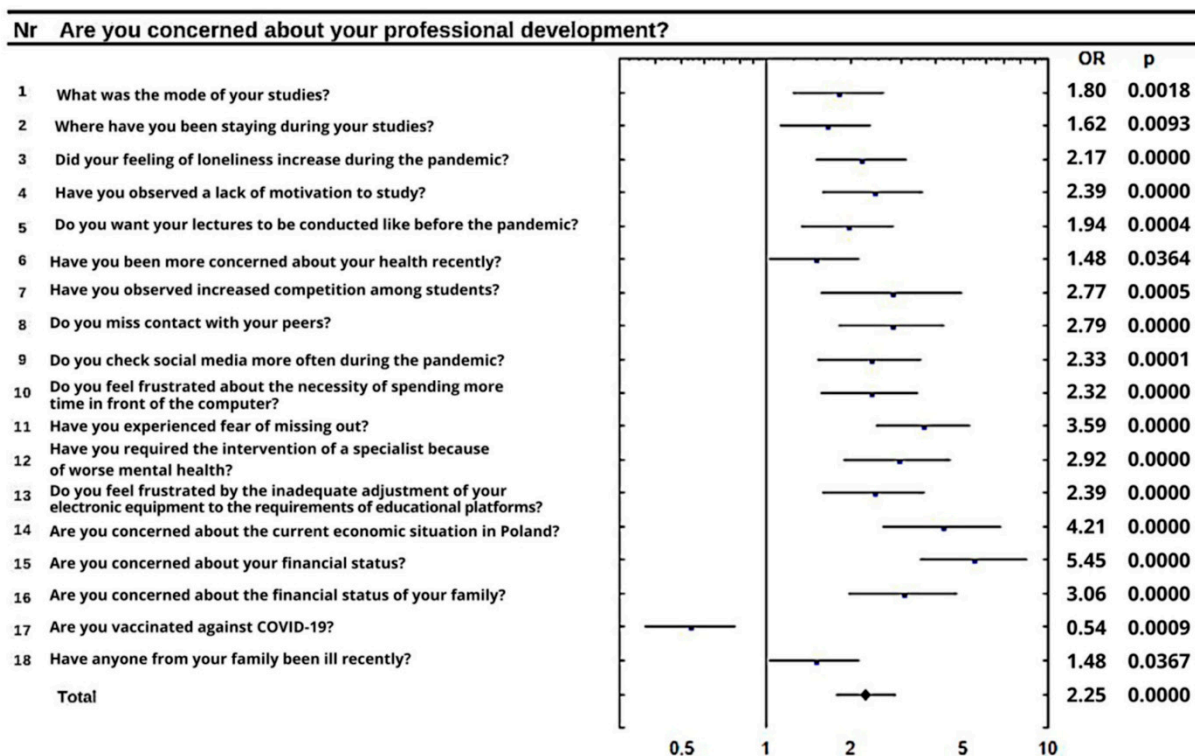 Nr Are you concerned about your professional development?
OR p
1 What was the mode of your studies? 1.80 0.0018
2 Where have you been staying during your studies? 1.62 0.0093
3 Did your feeling of loneliness increase during the pandemic? 2.17 0.0000
4 Have you observed a lack of motivation to study? 2.39 0.0000
5 Do you want your lectures to be conducted like before the pandemic? 1.94 0.0004
6 Have you been more concerned about your health recently? 1.48 0.0364
7 Have you observed increased competition among students? 2.77 0.0005
8 Do you miss contact with your peers? 2.79 0.0000
9 Do you check social media more often during the pandemic? 2.33 0.0001
10 Do you feel frustrated about the necessity of spending more
time in front of the computer? 2.32 0.0000
11 Have you experienced fear of missing out? 3.59 0.0000
12 Have you required the intervention of a specialist because
of worse mental health? 2.92 0.0000
13 Do you feel frustrated by the inadequate adjustment of your
electronic equipment to the requirements of educational platforms? 2.39 0.0000
14 Are you concerned about the current economic situation in Poland? 4.21 0.0000
15 Are you concerned about your financial status? 5.45 0.0000
16 Are you concerned about the financial status of your family? 3.06 0.0000
17 Are you vaccinated against COVID-19? 0.54 0.0009
18 Have anyone from your family been ill recently? 1.48 0.0367
Total 2.25 0.0000
0.5 1 2 5 10